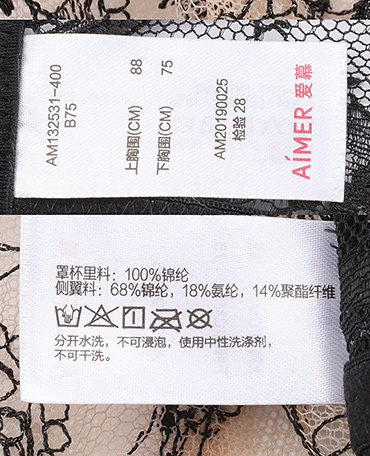 AM132531-400
B75
上胸围(CM) 88
下胸围(CM) 75
AM20190025
检验 28
AiMER 爱慕
罩杯里料：100%锦纶
侧翼料：68%锦纶，18%氨纶，14%聚酯纤维
分开水洗，不可浸泡，使用中性洗涤剂，
不可干洗。